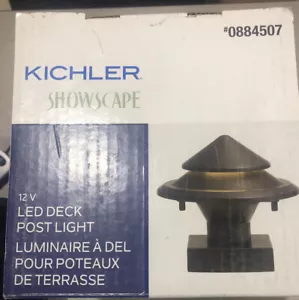 #0884507
KICHLER
SHOWSCAPE
12 V
LED DECK
POST LIGHT
LUMINAIRE À DEL
POUR POTEAUX
DE TERRASSE